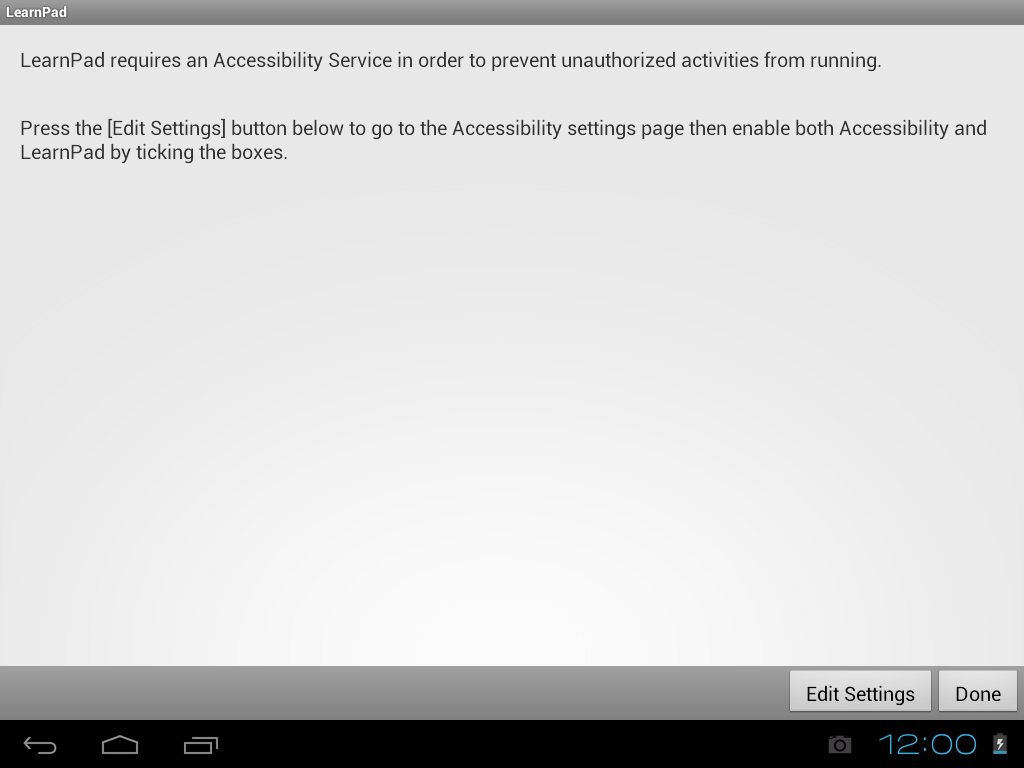 LearnPad
LearnPad requires an Accessibility Service in order to prevent unauthorized activities from running.
Press the [Edit Settings] button below to go to the Accessibility settings page then enable both Accessibility and
LearnPad by ticking the boxes.
Edit Settings
Done
12:00